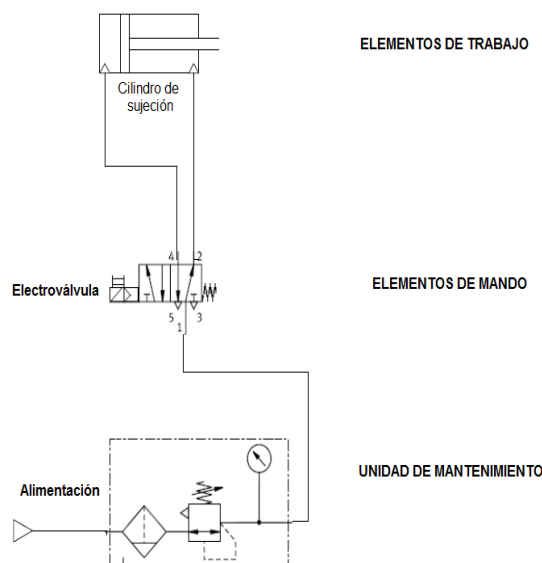 ELEMENTOS DE TRABAJO
Cilindro de
sujeción
4 2
Electroválvula
ELEMENTOS DE MANDO
5 3
1
UNIDAD DE MANTENIMIENTO
Alimentación